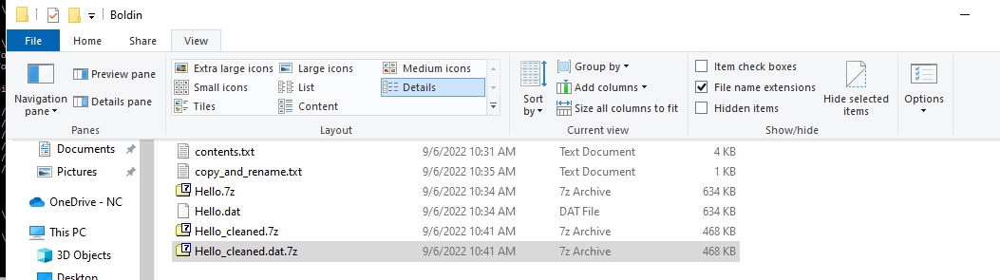 Boldin
File Home Share View
Navigation pane Preview pane Details pane
Panes
Extra large icons Large icons Medium icons
Small icons List Details
Tiles Content
Layout
Sort by Group by Add columns Size all columns to fit
Current view
Item check boxes
File name extensions
Hidden items
Hide selected items
Show/hide
Options
Documents
Pictures
OneDrive - NC
This PC
3D Objects
Desktop
contents.txt 9/6/2022 10:31 AM Text Document 4 KB
copy_and_rename.txt 9/6/2022 10:35 AM Text Document 1 KB
Hello.7z 9/6/2022 10:34 AM 7z Archive 634 KB
Hello.dat 9/6/2022 10:34 AM DAT File 634 KB
Hello_cleaned.7z 9/6/2022 10:41 AM 7z Archive 468 KB
Hello_cleaned.dat.7z 9/6/2022 10:41 AM 7z Archive 468 KB